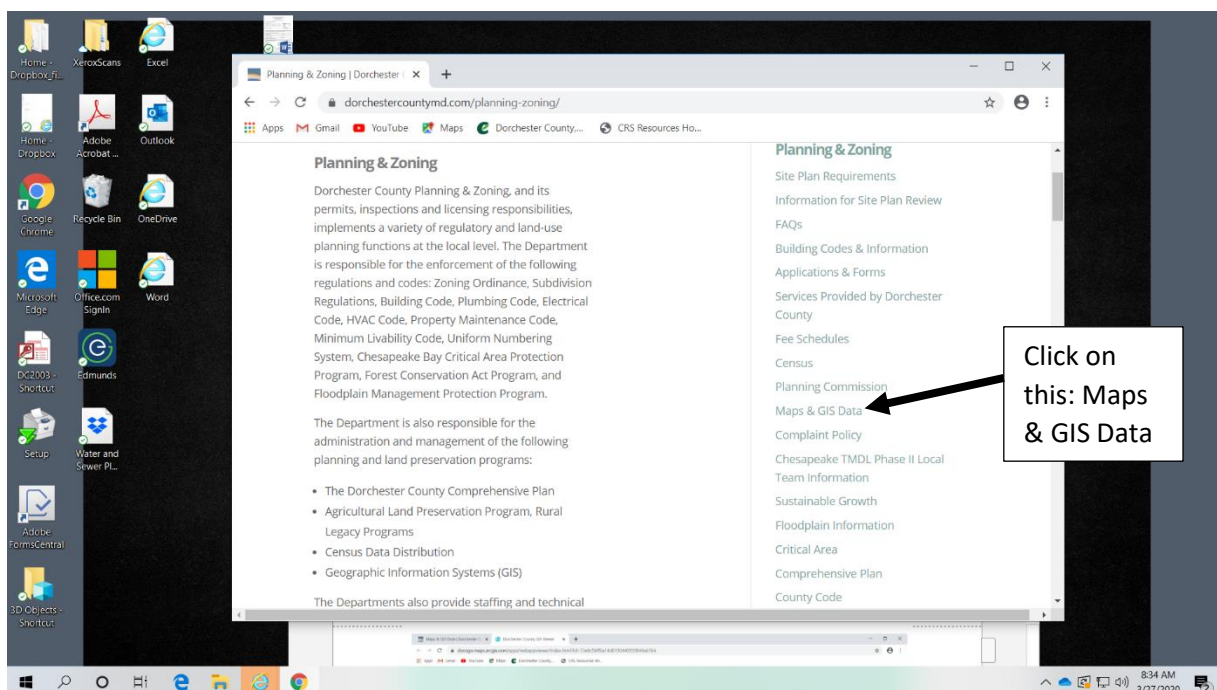 Home -
Dropbox_fi...
XeroxScans
Excel
Home -
Dropbox
Adobe
Acrobat ...
Outlook
Google
Chrome
Recycle Bin
OneDrive
Microsoft
Edge
Office.com
SignIn
Word
DC2003 -
Shortcut
Edmunds
Setup
Water and
Sewer Pl...
Adobe
FormsCentral
3D Objects -
Shortcut
Planning & Zoning | Dorchester
dorchestercountymd.com/planning-zoning/
Apps Gmail YouTube Maps Dorchester County,... CRS Resources Ho...
Planning & Zoning
Dorchester County Planning & Zoning, and its
permits, inspections and licensing responsibilities,
implements a variety of regulatory and land-use
planning functions at the local level. The Department
is responsible for the enforcement of the following
regulations and codes: Zoning Ordinance, Subdivision
Regulations, Building Code, Plumbing Code, Electrical
Code, HVAC Code, Property Maintenance Code,
Minimum Livability Code, Uniform Numbering
System, Chesapeake Bay Critical Area Protection
Program, Forest Conservation Act Program, and
Floodplain Management Protection Program.
The Department is also responsible for the
administration and management of the following
planning and land preservation programs:
• The Dorchester County Comprehensive Plan
• Agricultural Land Preservation Program, Rural
Legacy Programs
• Census Data Distribution
• Geographic Information Systems (GIS)
The Departments also provide staffing and technical
Planning & Zoning
Site Plan Requirements
Information for Site Plan Review
FAQs
Building Codes & Information
Applications & Forms
Services Provided by Dorchester
County
Fee Schedules
Census
Planning Commission
Maps & GIS Data
Complaint Policy
Chesapeake TMDL Phase II Local
Team Information
Sustainable Growth
Floodplain Information
Critical Area
Comprehensive Plan
County Code
Click on
this: Maps
& GIS Data
8:34 AM
3/27/2020